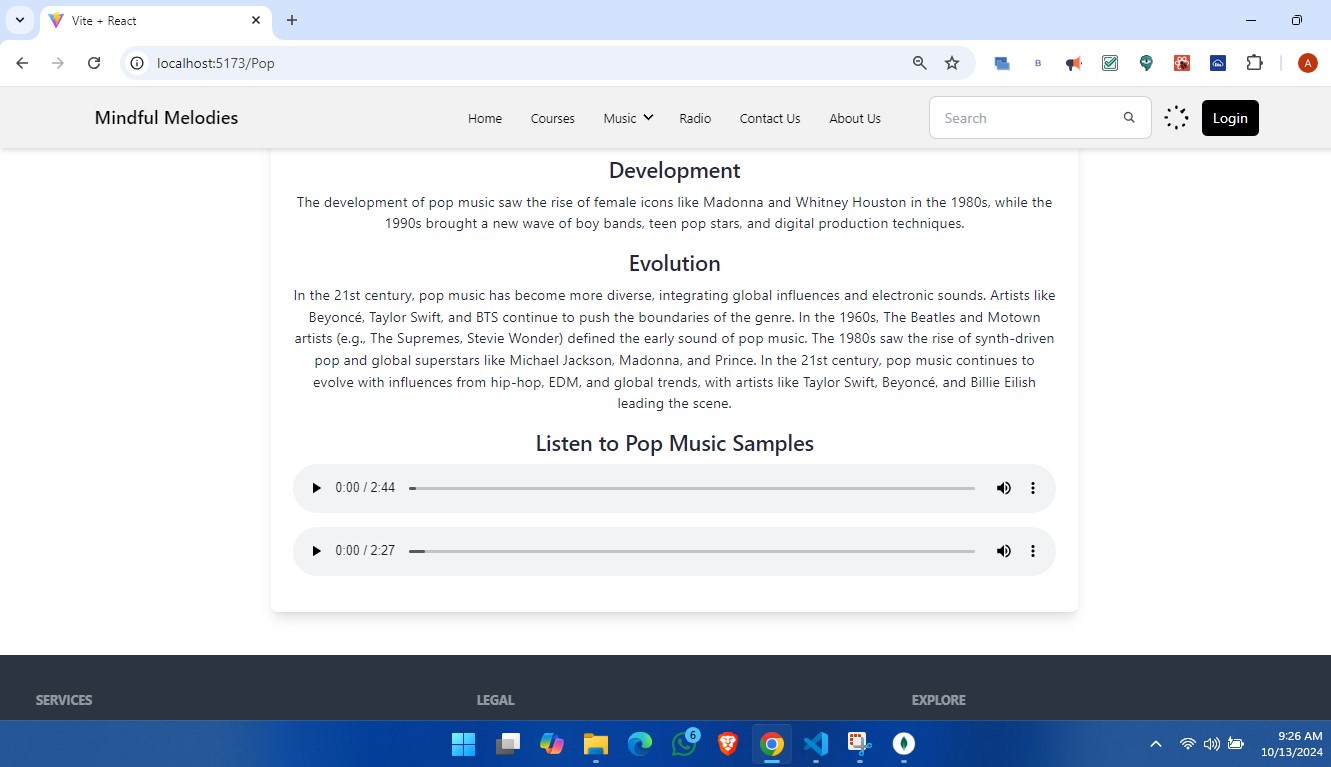 Vite + React
localhost:5173/Pop
B
A
Mindful Melodies
Home
Courses
Music
Radio
Contact Us
About Us
Search
Login
Development
The development of pop music saw the rise of female icons like Madonna and Whitney Houston in the 1980s, while the
1990s brought a new wave of boy bands, teen pop stars, and digital production techniques.
Evolution
In the 21st century, pop music has become more diverse, integrating global influences and electronic sounds. Artists like
Beyoncé, Taylor Swift, and BTS continue to push the boundaries of the genre. In the 1960s, The Beatles and Motown
artists (e.g., The Supremes, Stevie Wonder) defined the early sound of pop music. The 1980s saw the rise of synth-driven
pop and global superstars like Michael Jackson, Madonna, and Prince. In the 21st century, pop music continues to
evolve with influences from hip-hop, EDM, and global trends, with artists like Taylor Swift, Beyoncé, and Billie Eilish
leading the scene.
Listen to Pop Music Samples
0:00 / 2:44
0:00 / 2:27
SERVICES
LEGAL
EXPLORE
6
9:26 AM
10/13/2024